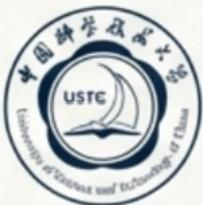 中国科学技术大学
USTC
University of Science and Technology of China